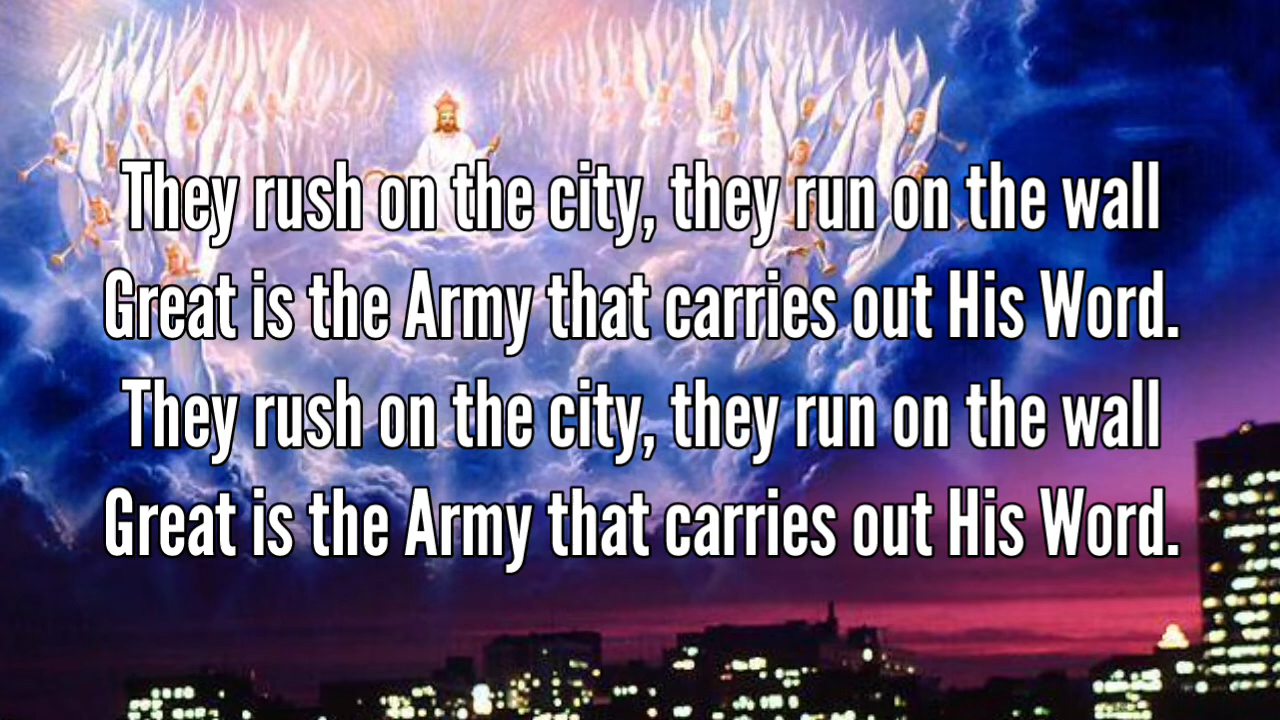 They rush on the city, they run on the wall
Great is the Army that carries out His Word.
They rush on the city, they run on the wall
Great is the Army that carries out His Word.